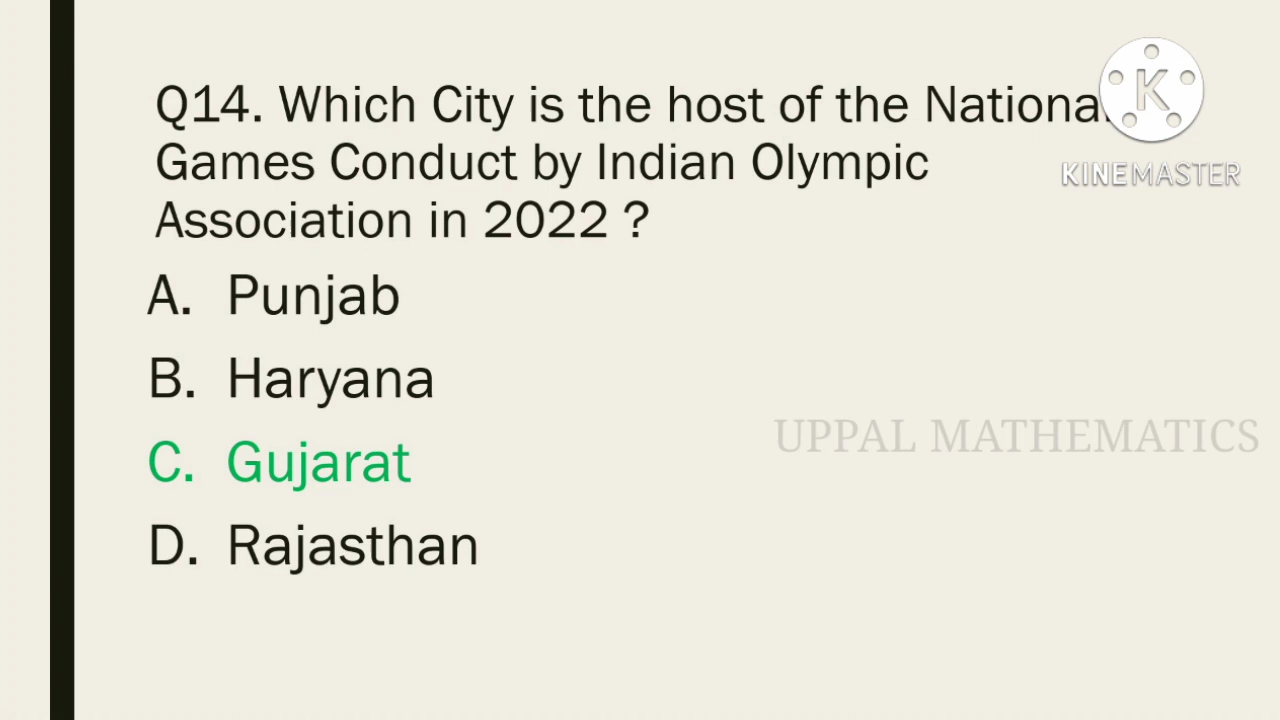 Q14. Which City is the host of the National
Games Conduct by Indian Olympic
Association in 2022 ?
A. Punjab
B. Haryana
C. Gujarat
D. Rajasthan
K
KINEMASTER
UPPAL MATHEMATICS